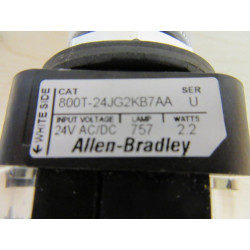 CAT SER
800T-24JG2KB7AA U
INPUT VOLTAGE LAMP WATTS
24V AC/DC 757 2.2
Allen-Bradley
←WHITE SIDE